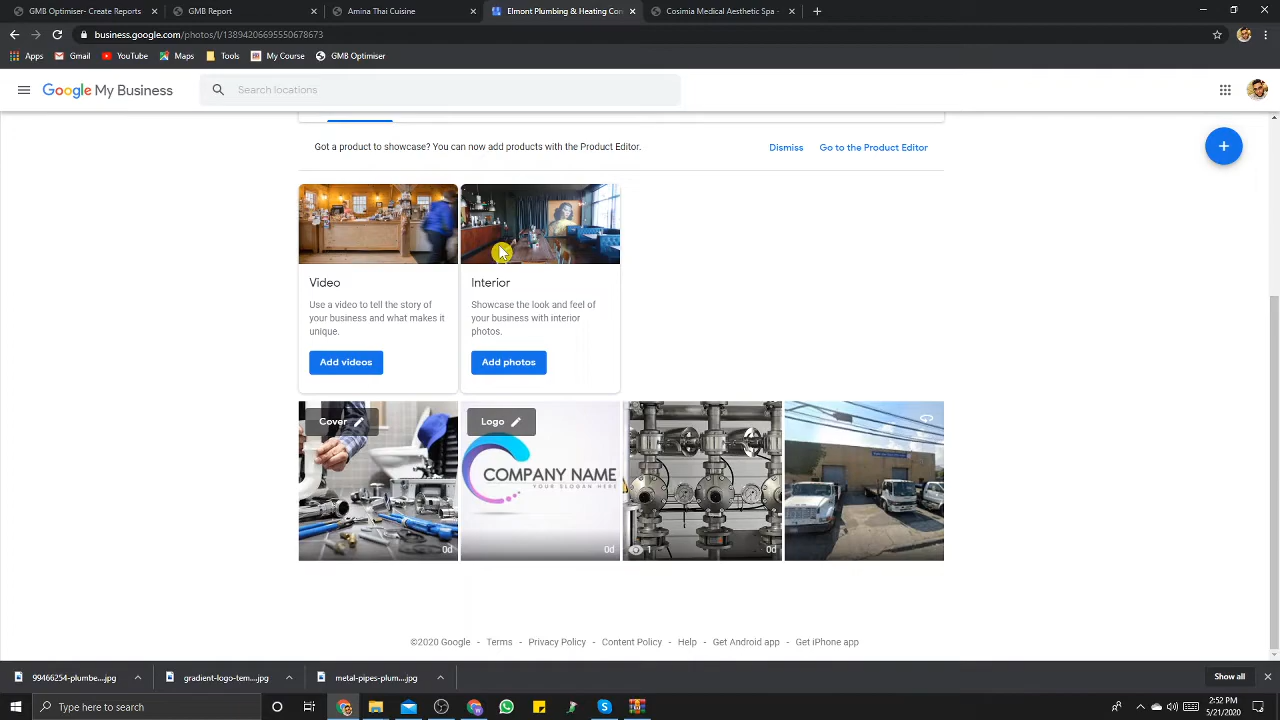 GMB Optimiser- Create Citations
GMB Report
Amina Thai Cuisine
Elmont Plumbing & Heating Con
Cosimia Medical Aesthetic Spa -
business.google.com/photos/l/13894206695550678673
Apps
Gmail
YouTube
Maps
Tools
My Course
GMB Optimiser
Google My Business
Search locations
Got a product to showcase? You can now add products with the Product Editor.
Dismiss
Go to the Product Editor
Video
Use a video to tell the story of
your business and what makes it
unique.
Add videos
Interior
Showcase the look and feel of
your business with interior
photos.
Add photos
Cover
0d
Logo
COMPANY NAME
YOUR SLOGAN HERE
0d
1
0d
©2020 Google - Terms - Privacy Policy - Content Policy - Help - Get Android app - Get iPhone app
99466254-plumbe....jpg
gradient-logo-tem....jpg
metal-pipes-plum....jpg
Show all
Type here to search
2:52 PM
5/21/2020